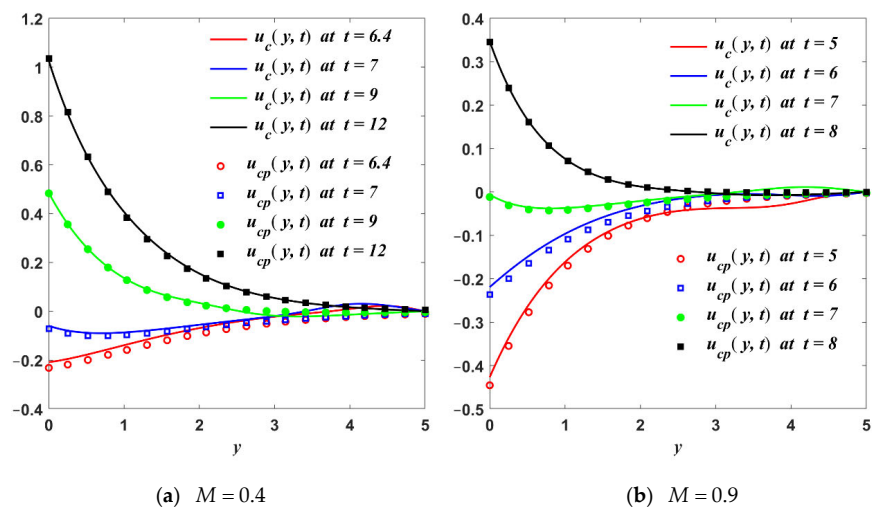 1.2
1
0.8
0.6
0.4
0.2
0
-0.2
-0.4
0 1 2 3 4 5
y
u_c(y, t) at t = 6.4
u_c(y, t) at t = 7
u_c(y, t) at t = 9
u_c(y, t) at t = 12
u_cp(y, t) at t = 6.4
u_cp(y, t) at t = 7
u_cp(y, t) at t = 9
u_cp(y, t) at t = 12
(a) M = 0.4
0.4
0.3
0.2
0.1
0
-0.1
-0.2
-0.3
-0.4
-0.5
0 1 2 3 4 5
y
u_c(y, t) at t = 5
u_c(y, t) at t = 6
u_c(y, t) at t = 7
u_c(y, t) at t = 8
u_cp(y, t) at t = 5
u_cp(y, t) at t = 6
u_cp(y, t) at t = 7
u_cp(y, t) at t = 8
(b) M = 0.9